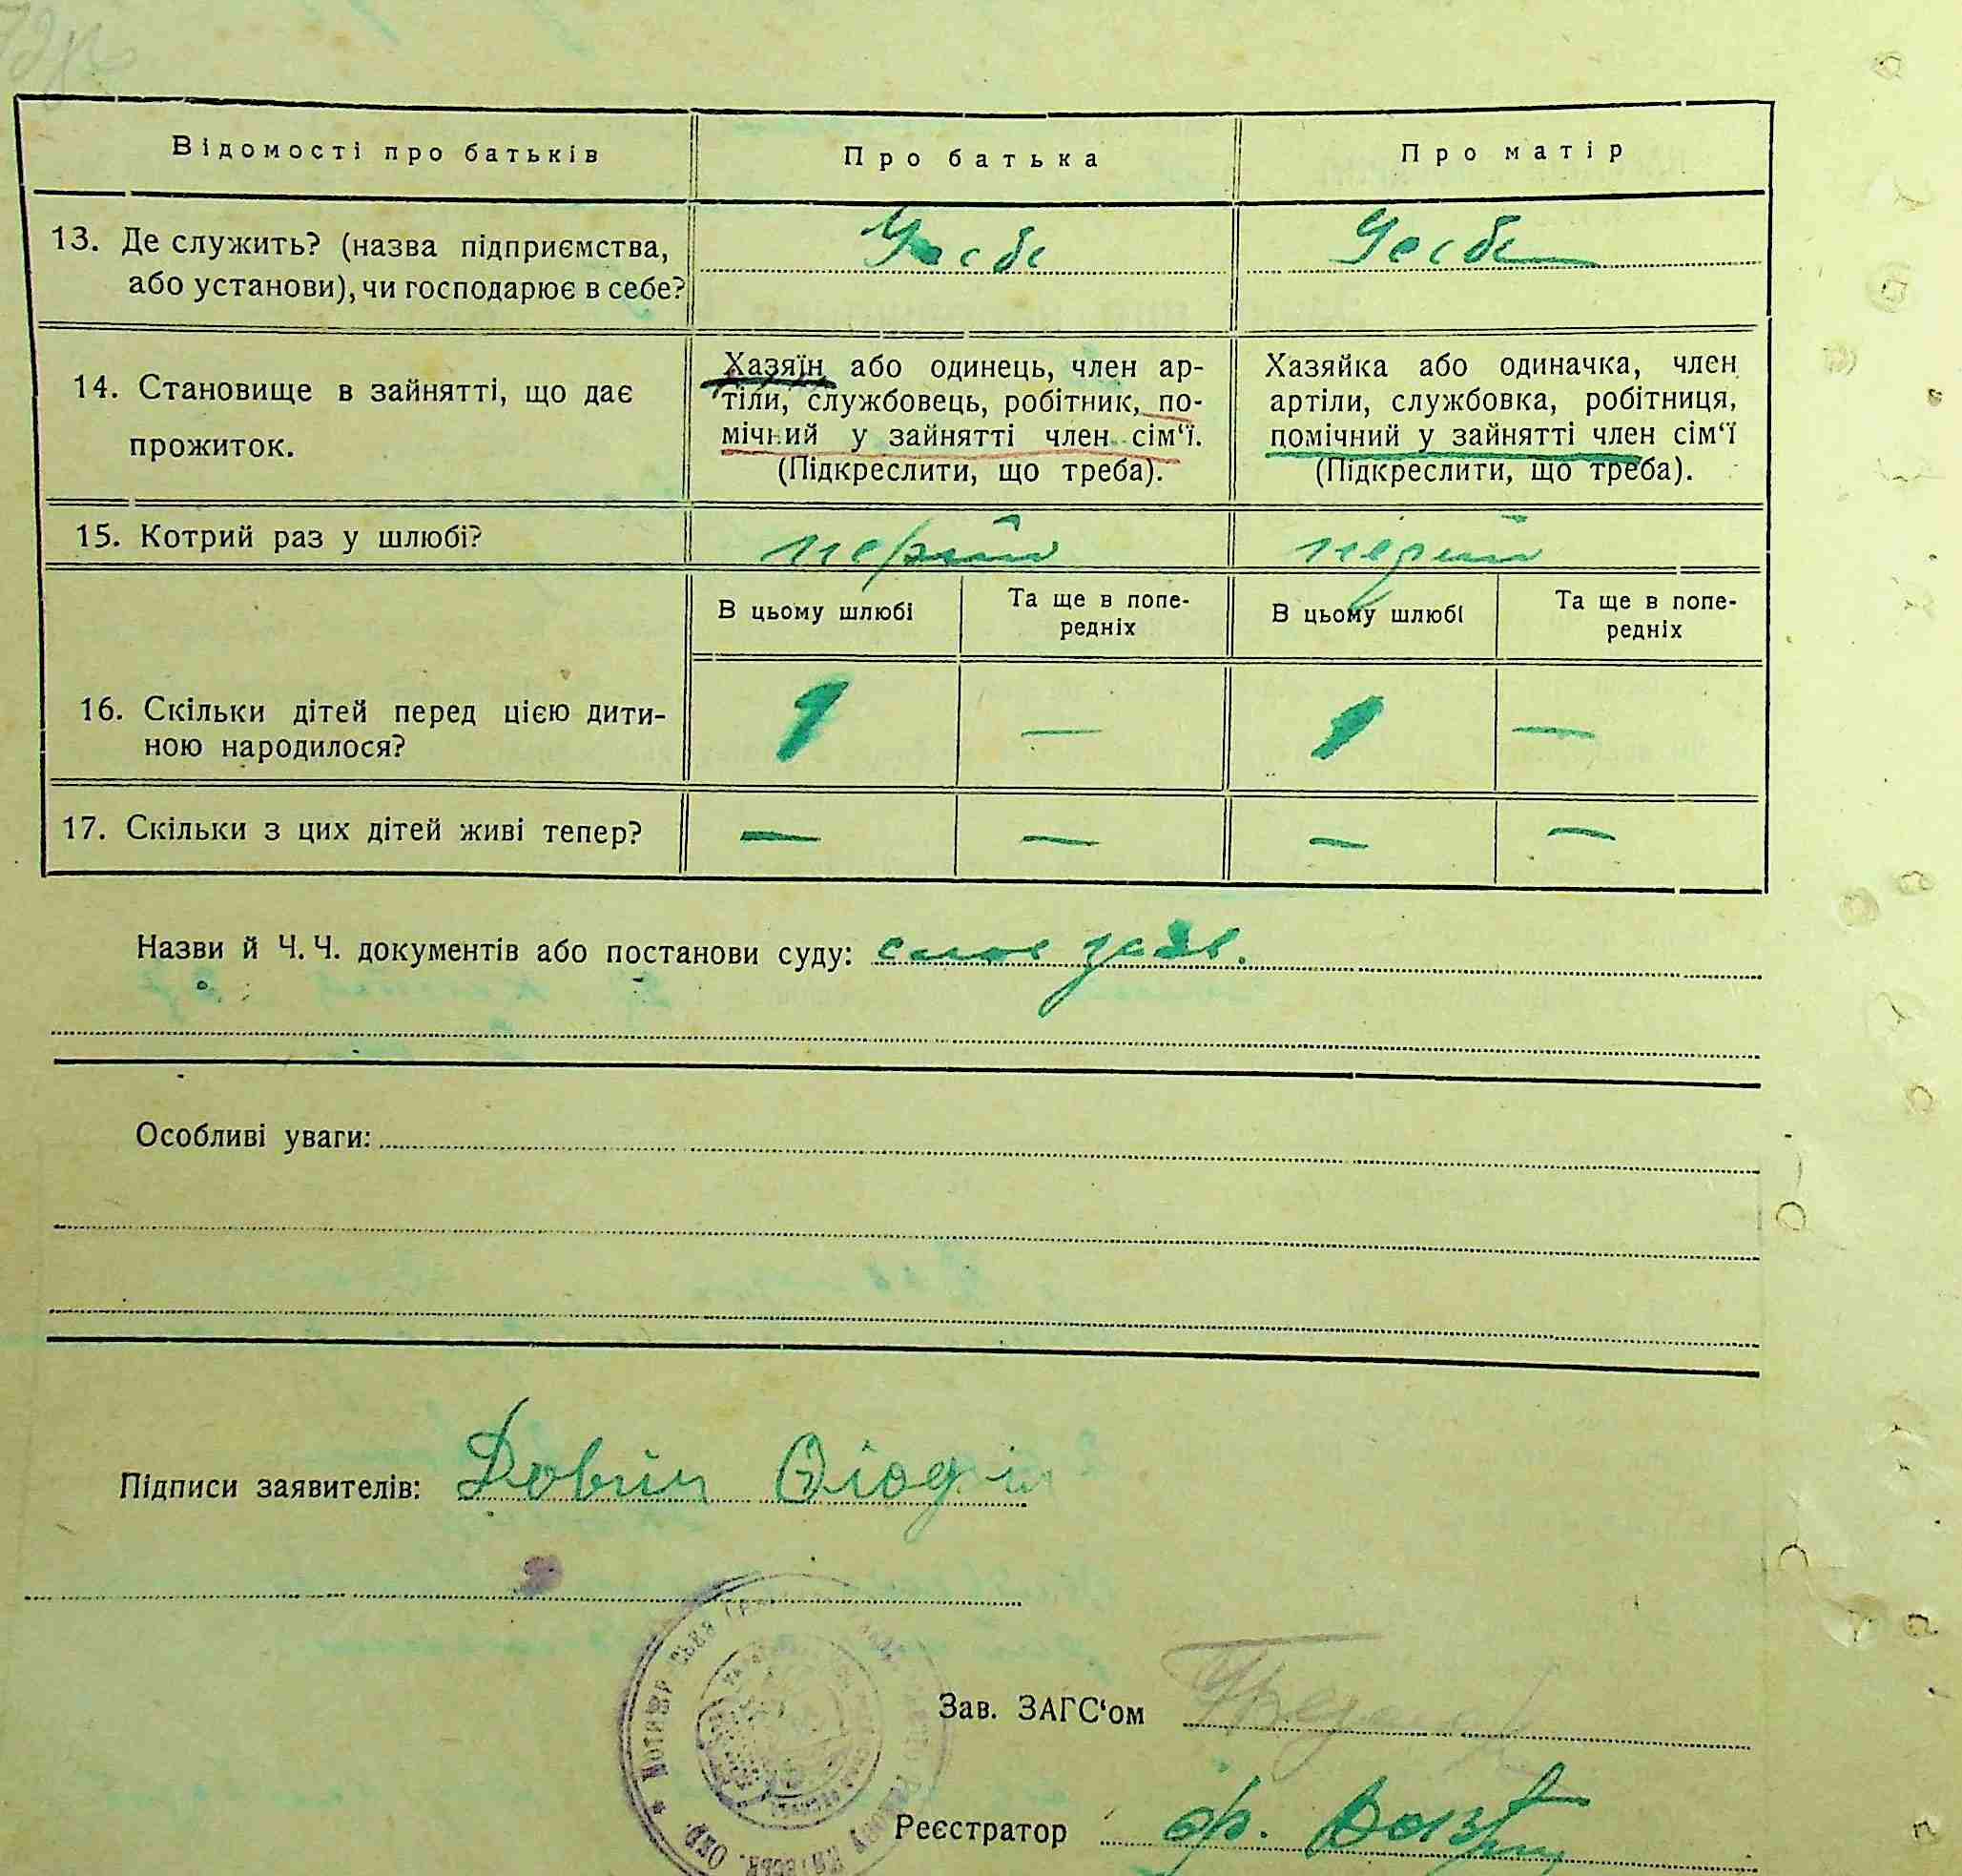 Відомості про батьків
Про батька
Про матір
13. Де служить? (назва підприємства,
або установи), чи господарює в себе?
У себе
У себе
14. Становище в зайнятті, що дає
прожиток.
Хазяїн або одинець, член ар-
тіли, службовець, робітник, по-
мічний у зайнятті член сім‘ї.
(Підкреслити, що треба).
Хазяйка або одиначка, член
артіли, службовка, робітниця,
помічний у зайнятті член сім‘ї
(Підкреслити, що треба).
15. Котрий раз у шлюбі?
перший
перший
В цьому шлюбі
Та ще в попе-
редніх
В цьому шлюбі
Та ще в попе-
редніх
16. Скільки дітей перед цією дити-
ною народилося?
1 — 1 —
17. Скільки з цих дітей живі тепер?
— — — —
Назви й Ч. Ч. документів або постанови суду:
Особливі уваги:
Підписи заявителів:
Зав. ЗАГС‘ом
Реєстратор